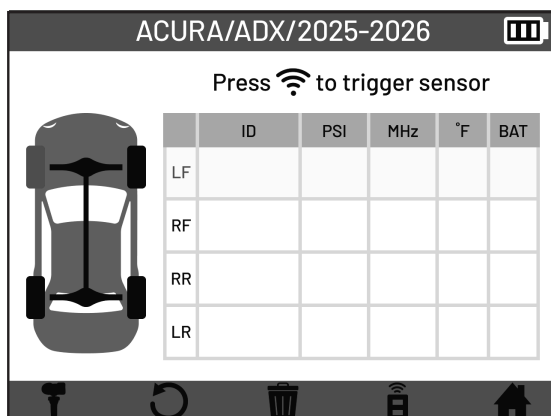 ACURA/ADX/2025-2026
Press to trigger sensor
ID PSI MHz °F BAT
LF
RF
RR
LR